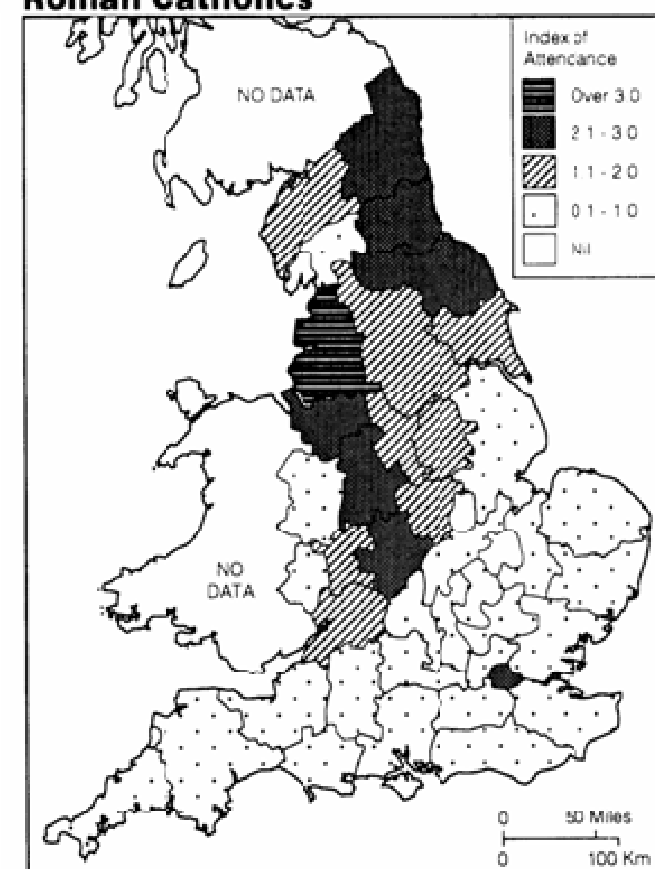 Roman Catholics
Index of
Attendance
Over 3.0
2.1 - 3.0
1.1 - 2.0
0.1 - 1.0
Nil
NO DATA
NO
DATA
0 50 Miles
0 100 Km